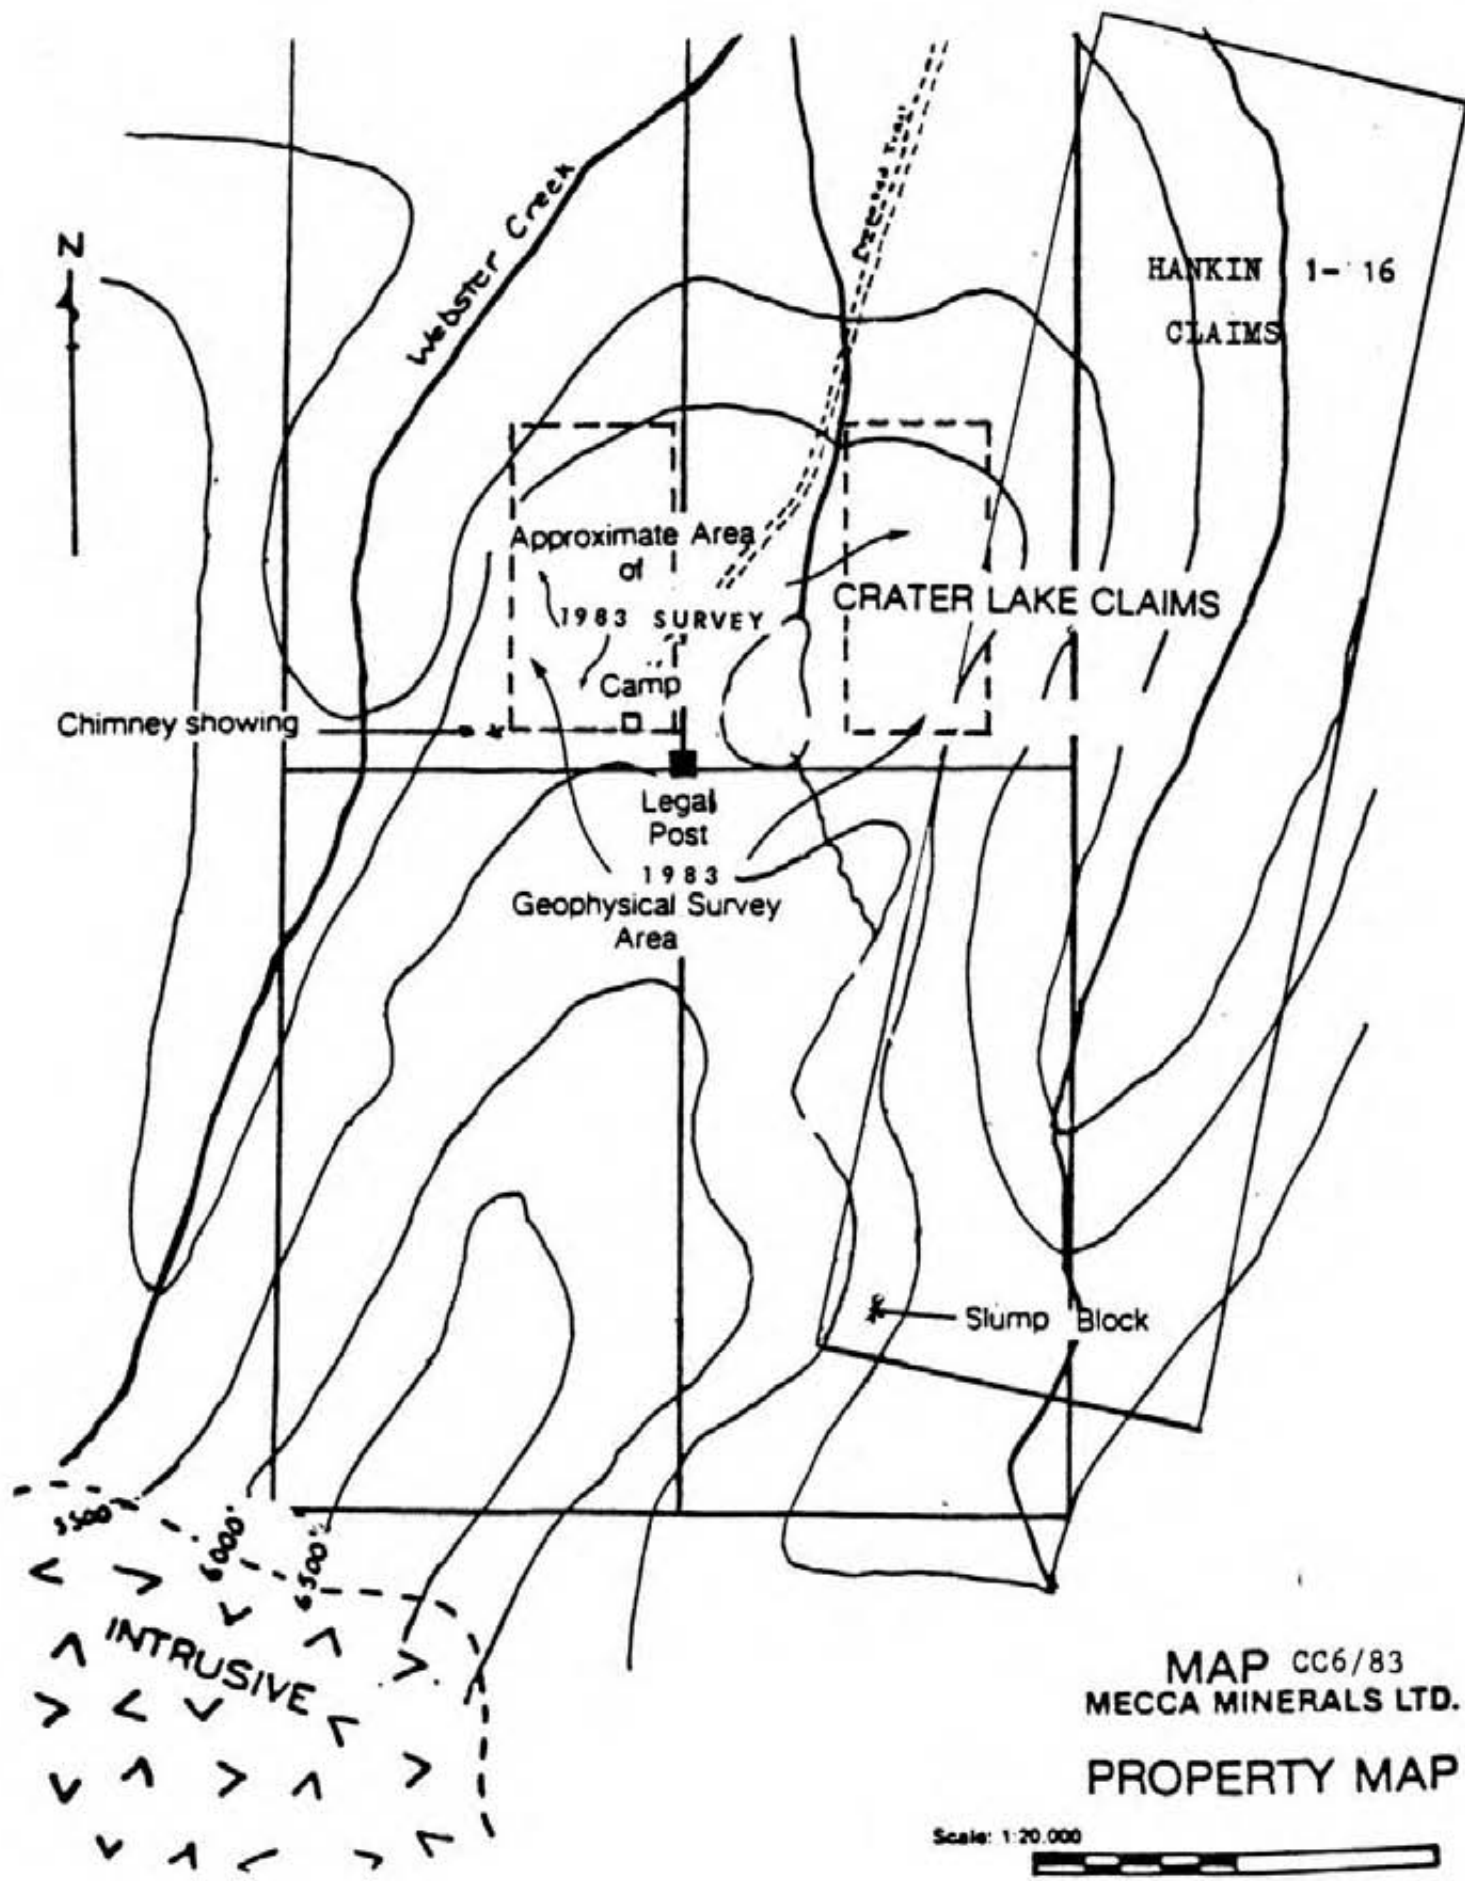 N
Webster Creek
Trail
HANKIN 1- 16
CLAIMS
Approximate Area
of
1983 SURVEY
CRATER LAKE CLAIMS
Camp
Chimney showing
Legal
Post
1983
Geophysical Survey
Area
Slump Block
5500'
6000'
6500'
INTRUSIVE
MAP CC6/83
MECCA MINERALS LTD.
PROPERTY MAP
Scale: 1:20.000